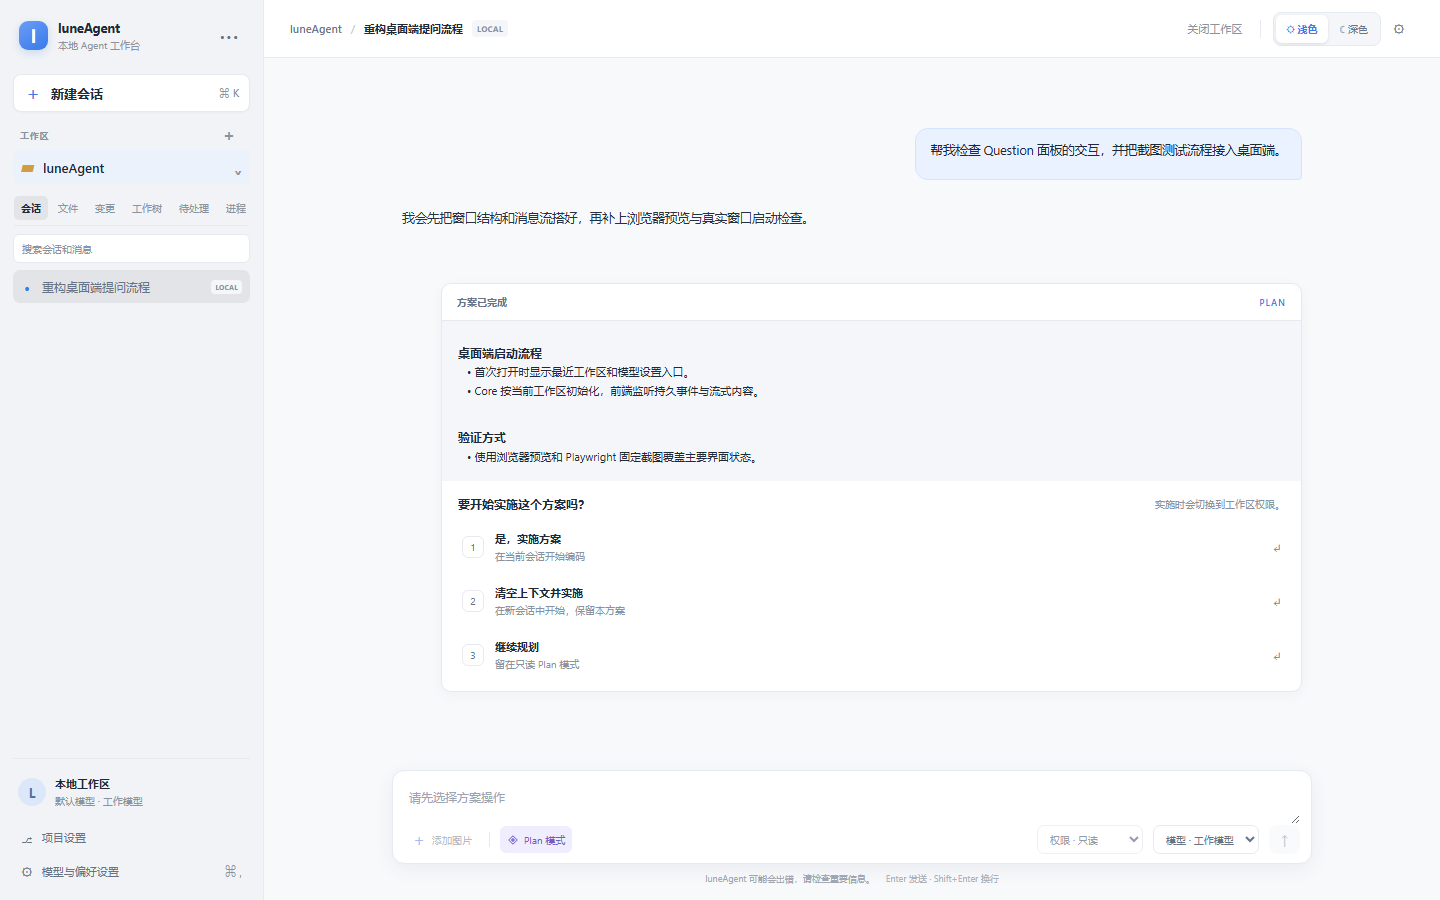 luneAgent
本地 Agent 工作台
•••
+ 新建会话 ⌘ K
工作区 +
luneAgent
会话 文件 变更 工作树 待处理 进程
搜索会话和消息
重构桌面端提问流程 LOCAL
L 本地工作区
默认模型 · 工作模型
项目设置
模型与偏好设置 ⌘ ,
luneAgent / 重构桌面端提问流程 LOCAL
关闭工作区 浅色 深色
帮我检查 Question 面板的交互，并把截图测试流程接入桌面端。
我会先把窗口结构和消息流搭好，再补上浏览器预览与真实窗口启动检查。
方案已完成 PLAN
桌面端启动流程
• 首次打开时显示最近工作区和模型设置入口。
• Core 按当前工作区初始化，前端监听持久事件与流式内容。
验证方式
• 使用浏览器预览和 Playwright 固定截图覆盖主要界面状态。
要开始实施这个方案吗？ 实施时会切换到工作区权限。
1 是，实施方案
在当前会话开始编码
2 清空上下文并实施
在新会话中开始，保留本方案
3 继续规划
留在只读 Plan 模式
请先选择方案操作
+ 添加图片 Plan 模式 权限 · 只读 模型 · 工作模型 ↑
luneAgent 可能会出错，请检查重要信息。 Enter 发送 · Shift+Enter 换行